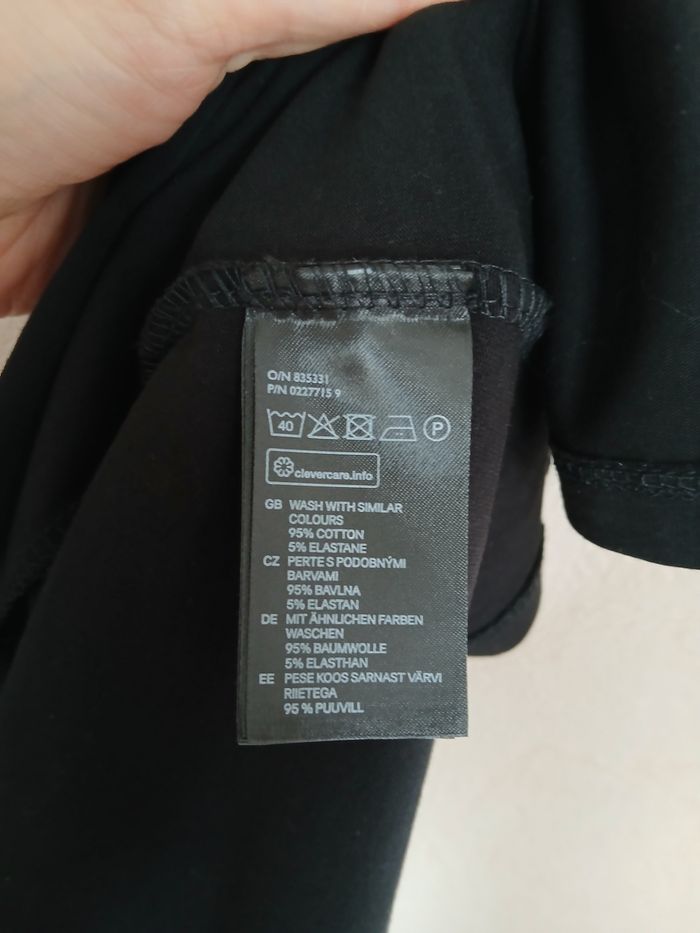 O/N 835331
P/N 0227715 9
40 P
clevercare.info
GB WASH WITH SIMILAR
COLOURS
95% COTTON
5% ELASTANE
CZ PERTE S PODOBNÝMI
BARVAMI
95% BAVLNA
5% ELASTAN
DE MIT ÄHNLICHEN FARBEN
WASCHEN
95% BAUMWOLLE
5% ELASTHAN
EE PESE KOOS SARNAST VÄRVI
RIIETEGA
95 % PUUVILL